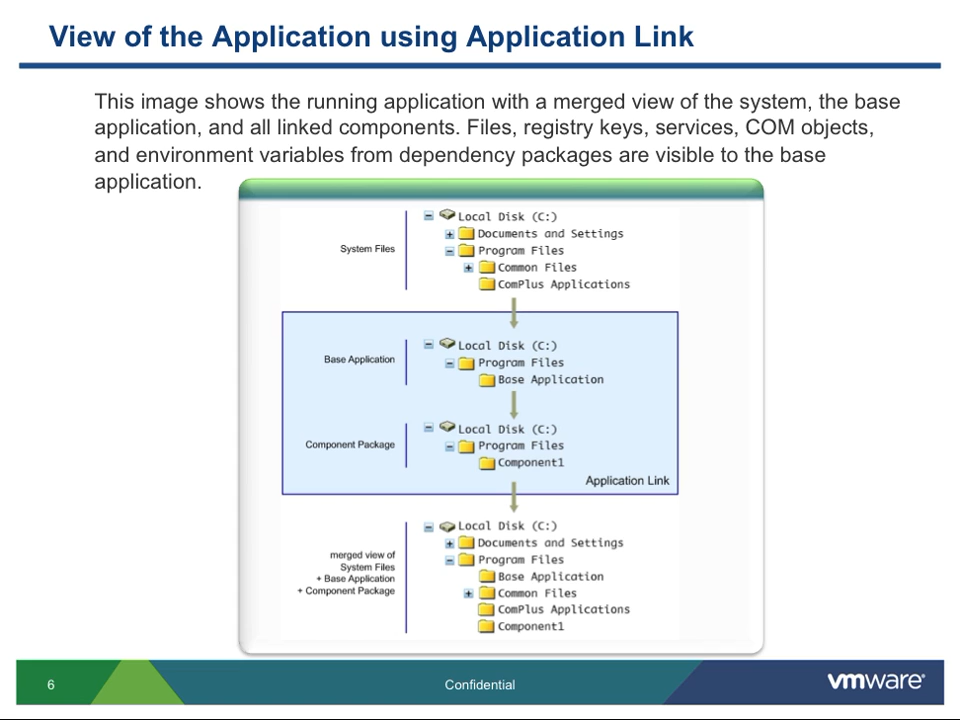 View of the Application using Application Link
This image shows the running application with a merged view of the system, the base
application, and all linked components. Files, registry keys, services, COM objects,
and environment variables from dependency packages are visible to the base
application.
System Files
Local Disk (C:)
Documents and Settings
Program Files
Common Files
ComPlus Applications
Base Application
Local Disk (C:)
Program Files
Base Application
Component Package
Local Disk (C:)
Program Files
Component1
Application Link
merged view of
System Files
+ Base Application
+ Component Package
Local Disk (C:)
Documents and Settings
Program Files
Base Application
Common Files
ComPlus Applications
Component1
6
Confidential
vmware®